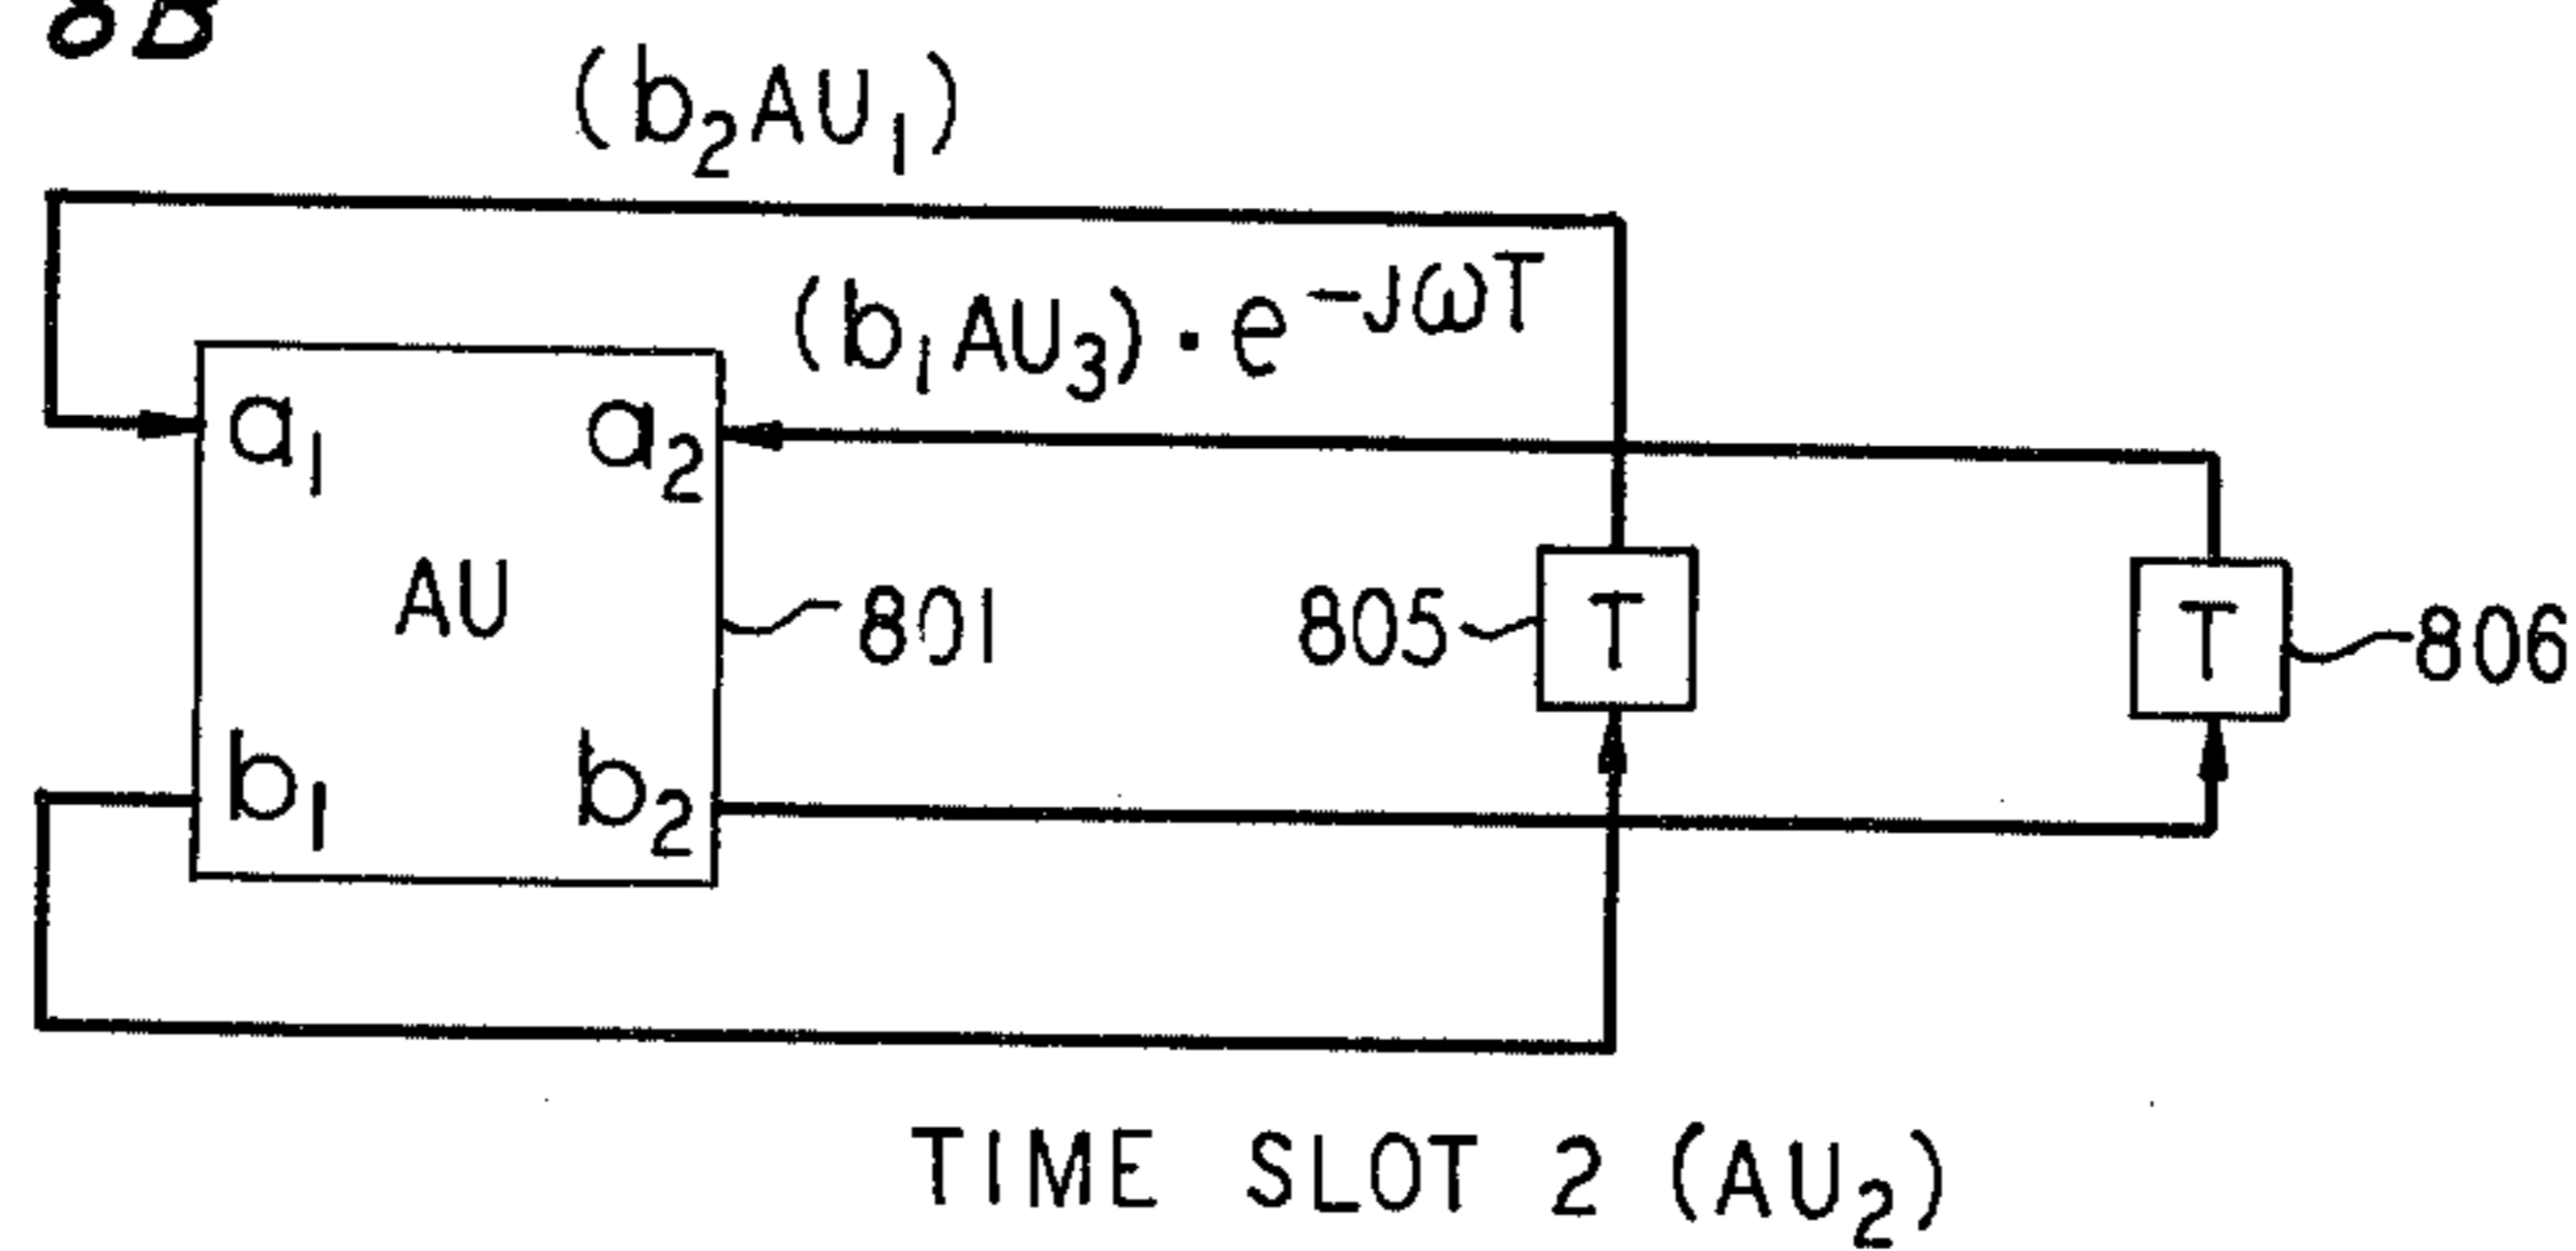 8B
(b₂AU₁)
(b₁AU₃)·e^-JωT
a₁ a₂
AU
801
805 T
T 806
b₁ b₂
TIME SLOT 2 (AU₂)